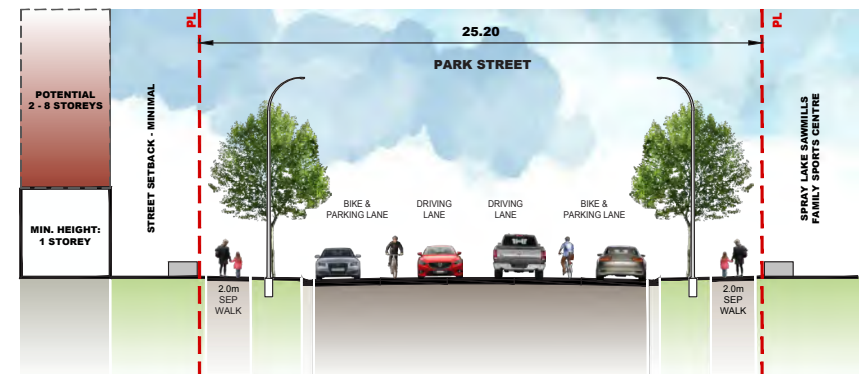 PL
PL
25.20
PARK STREET
POTENTIAL
2 - 8 STOREYS
MIN. HEIGHT:
1 STOREY
STREET SETBACK - MINIMAL
BIKE &
PARKING LANE
DRIVING
LANE
DRIVING
LANE
BIKE &
PARKING LANE
SPRAY LAKE SAWMILLS
FAMILY SPORTS CENTRE
2.0m
SEP
WALK
2.0m
SEP
WALK